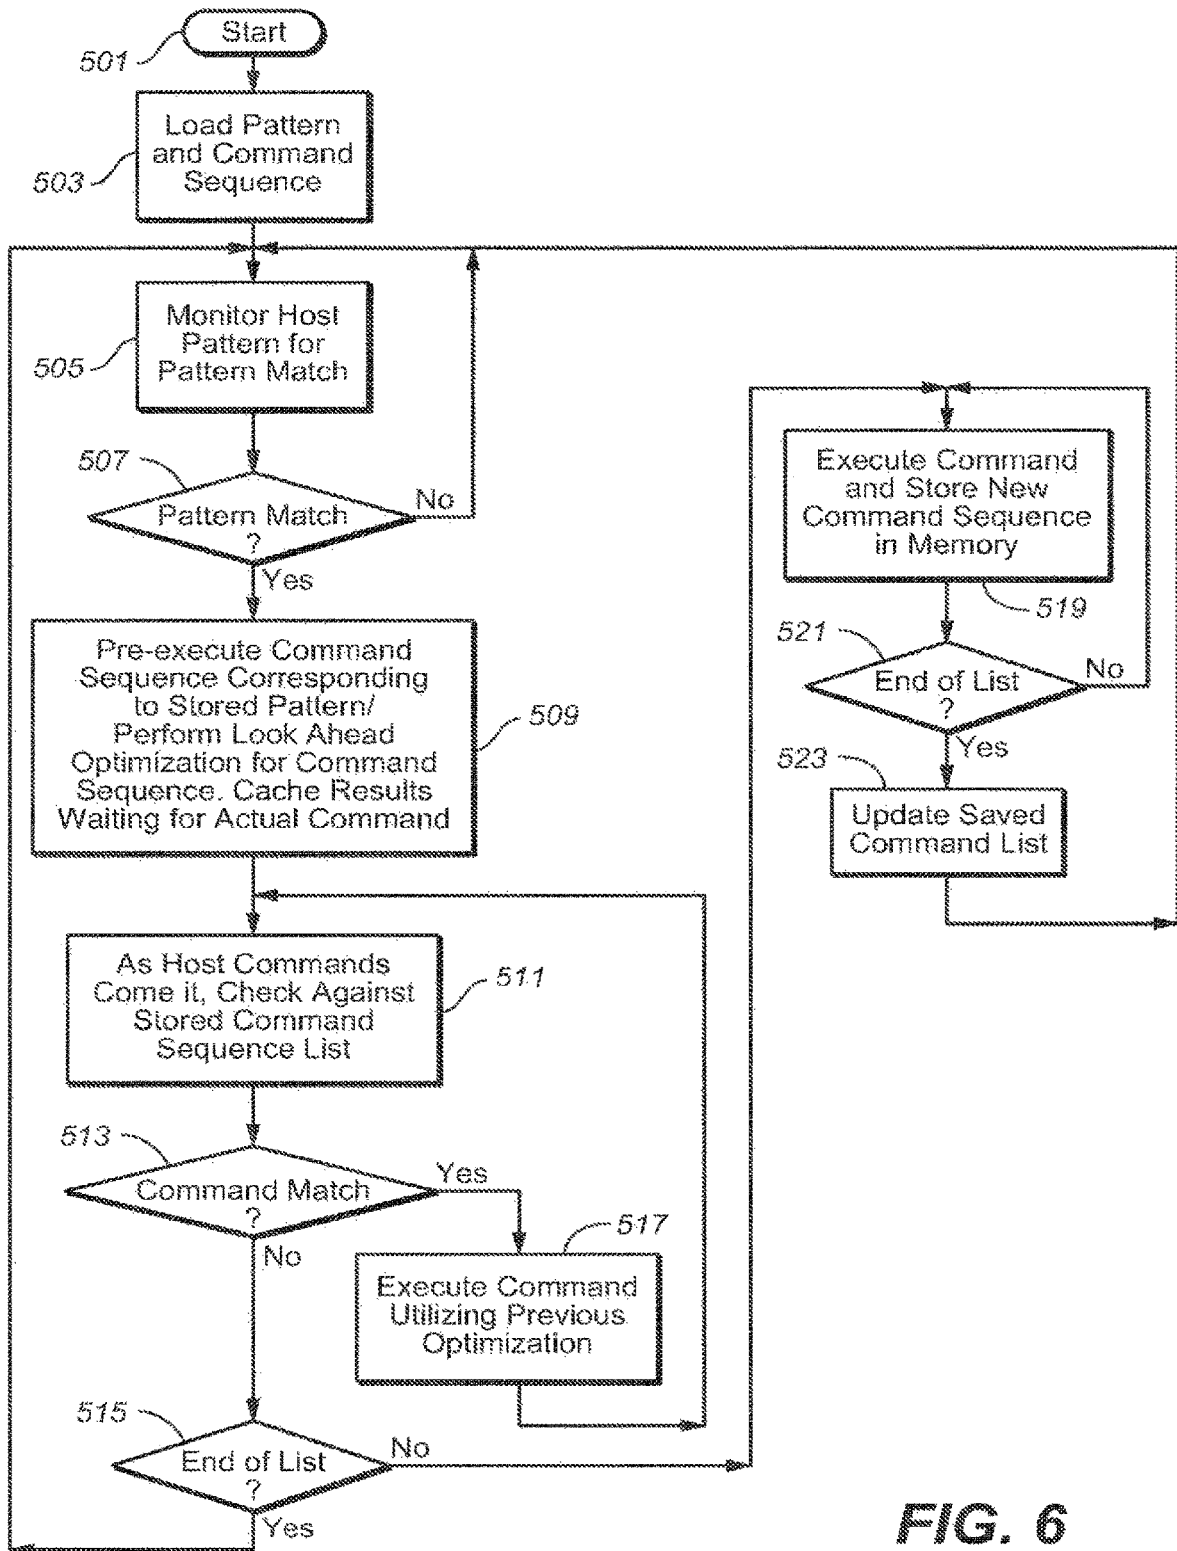 Start
501
Load Pattern
and Command
Sequence
503
Monitor Host
Pattern for
Pattern Match
505
507
Pattern Match
?
No
Yes
Pre-execute Command
Sequence Corresponding
to Stored Pattern/
Perform Look Ahead
Optimization for Command
Sequence. Cache Results
Waiting for Actual Command
509
As Host Commands
Come it, Check Against
Stored Command
Sequence List
511
513
Command Match
?
Yes
No
517
Execute Command
Utilizing Previous
Optimization
515
End of List
?
No
Yes
Execute Command
and Store New
Command Sequence
in Memory
519
521
End of List
?
No
Yes
523
Update Saved
Command List
FIG. 6